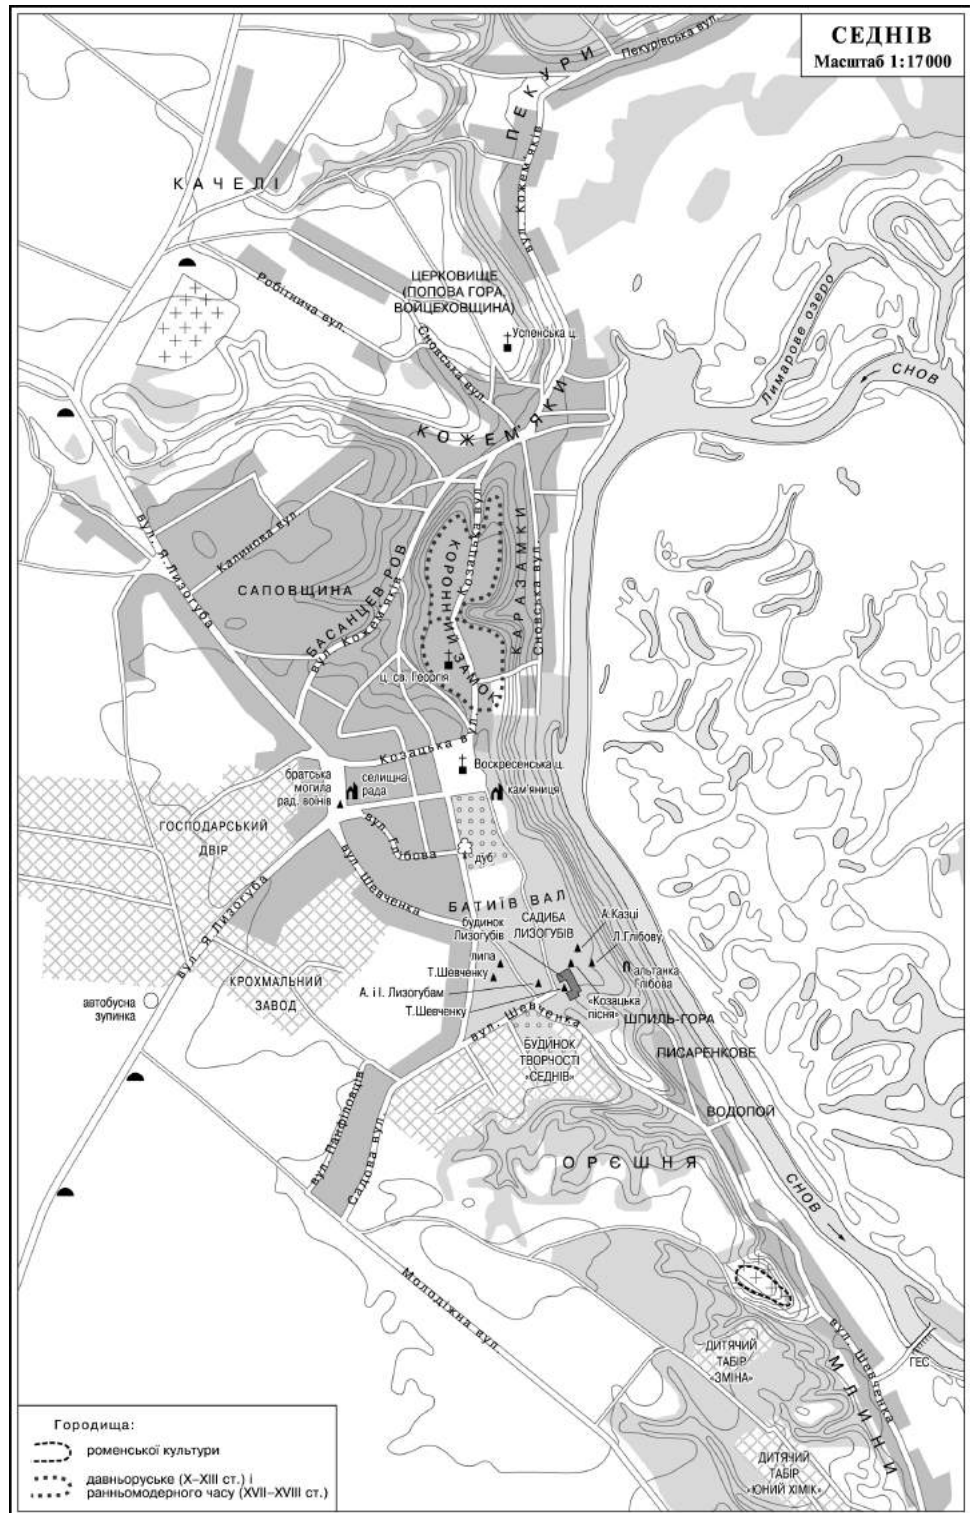 СЕДНІВ
Масштаб 1:17000
Пекурівська вул.
ПЕКУРИ
КАЧЕЛІ
вул. Кожем'яків
ЦЕРКОВИЩЕ
(ПОПОВА ГОРА,
ВОЙЦЕХОВЩИНА)
Робітнича вул.
Успенська ц.
Сновська вул.
Лимарове озеро
СНОВ
КОЖЕМ'ЯКИ
вул. Я.Лизогуба
Калинова вул.
САПОВЩИНА
БАСАНЦЕВ РОВ
вул. Кожем'яків
КОРОННИЙ ЗАМОК
Козацька вул.
КАРАЗАМКИ
Сновська вул.
ц. св. Георгія
Козацька вул.
Воскресенська ц.
братська
могила
рад. воїнів
селищна
рада
кам'яниця
ГОСПОДАРСЬКИЙ
ДВІР
вул. Глібова
дуб
вул. Шевченка
вул. Я.Лизогуба
БАТИЇВ ВАЛ
будинок
Лизогубів
САДИБА
ЛИЗОГУБІВ
А.Казці
Л.Глібову
липа
Т.Шевченку
А. і І. Лизогубам
Т.Шевченку
альтанка
Глібова
«Козацька
пісня»
КРОХМАЛЬНИЙ
ЗАВОД
автобусна
зупинка
вул. Шевченка
ШПИЛЬ-ГОРА
БУДИНОК
ТВОРЧОСТІ
«СЕДНІВ»
ПИСАРЕНКОВЕ
ВОДОПОЙ
вул. Панфіловців
Садова вул.
ОРЄШНЯ
СНОВ
Молодіжна вул.
вул. Шевченка
ГЕС
ДИТЯЧИЙ
ТАБІР
«ЗМІНА»
МЛИНИ
ДИТЯЧИЙ
ТАБІР
«ЮНИЙ ХІМІК»
Городища:
роменської культури
давньоруське (X–XIII ст.) і
ранньомодерного часу (XVII–XVIII ст.)